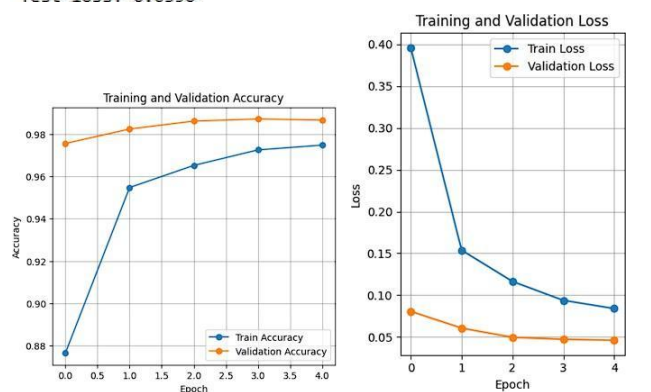 Training and Validation Accuracy
Accuracy
0.98
0.96
0.94
0.92
0.90
0.88
0.0 0.5 1.0 1.5 2.0 2.5 3.0 3.5 4.0
Epoch
Train Accuracy
Validation Accuracy
Training and Validation Loss
Loss
0.40
0.35
0.30
0.25
0.20
0.15
0.10
0.05
0 1 2 3 4
Epoch
Train Loss
Validation Loss